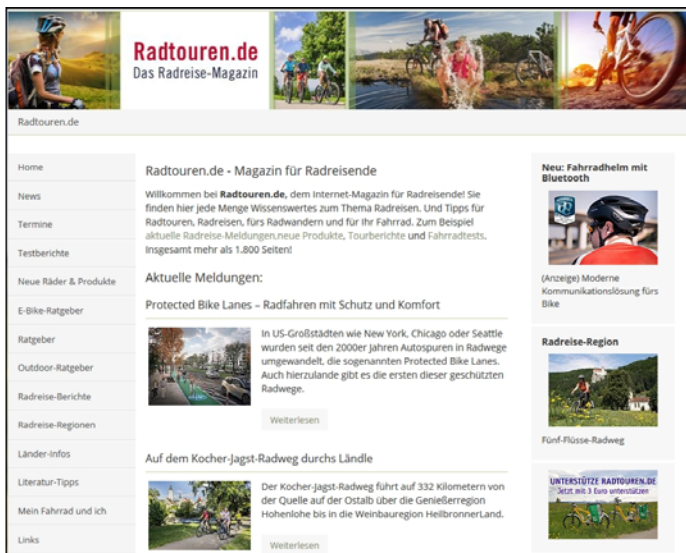 Radtouren.de
Das Radreise-Magazin
Radtouren.de
Home
News
Termine
Testberichte
Neue Räder & Produkte
E-Bike-Ratgeber
Ratgeber
Outdoor-Ratgeber
Radreise-Berichte
Radreise-Regionen
Länder-Infos
Literatur-Tipps
Mein Fahrrad und ich
Links
Radtouren.de - Magazin für Radreisende
Willkommen bei Radtouren.de, dem Internet-Magazin für Radreisende! Sie
finden hier jede Menge Wissenswertes zum Thema Radreisen. Und Tipps für
Radtouren, Radreisen, fürs Radwandern und für Ihr Fahrrad. Zum Beispiel
aktuelle Radreise-Meldungen,neue Produkte, Tourberichte und Fahrradtests.
Insgesamt mehr als 1.800 Seiten!
Aktuelle Meldungen:
Protected Bike Lanes – Radfahren mit Schutz und Komfort
In US-Großstädten wie New York, Chicago oder Seattle
wurden seit den 2000er Jahren Autospuren in Radwege
umgewandelt, die sogenannten Protected Bike Lanes.
Auch hierzulande gibt es die ersten dieser geschützten
Radwege.
Weiterlesen
Auf dem Kocher-Jagst-Radweg durchs Ländle
Der Kocher-Jagst-Radweg führt auf 332 Kilometern von
der Quelle auf der Ostalb über die Genießerregion
Hohenlohe bis in die Weinbauregion HeilbronnerLand.
Weiterlesen
Neu: Fahrradhelm mit
Bluetooth
(Anzeige) Moderne
Kommunikationslösung fürs
Bike
Radreise-Region
Fünf-Flüsse-Radweg
UNTERSTÜTZE RADTOUREN.DE
Jetzt mit 3 Euro unterstützen